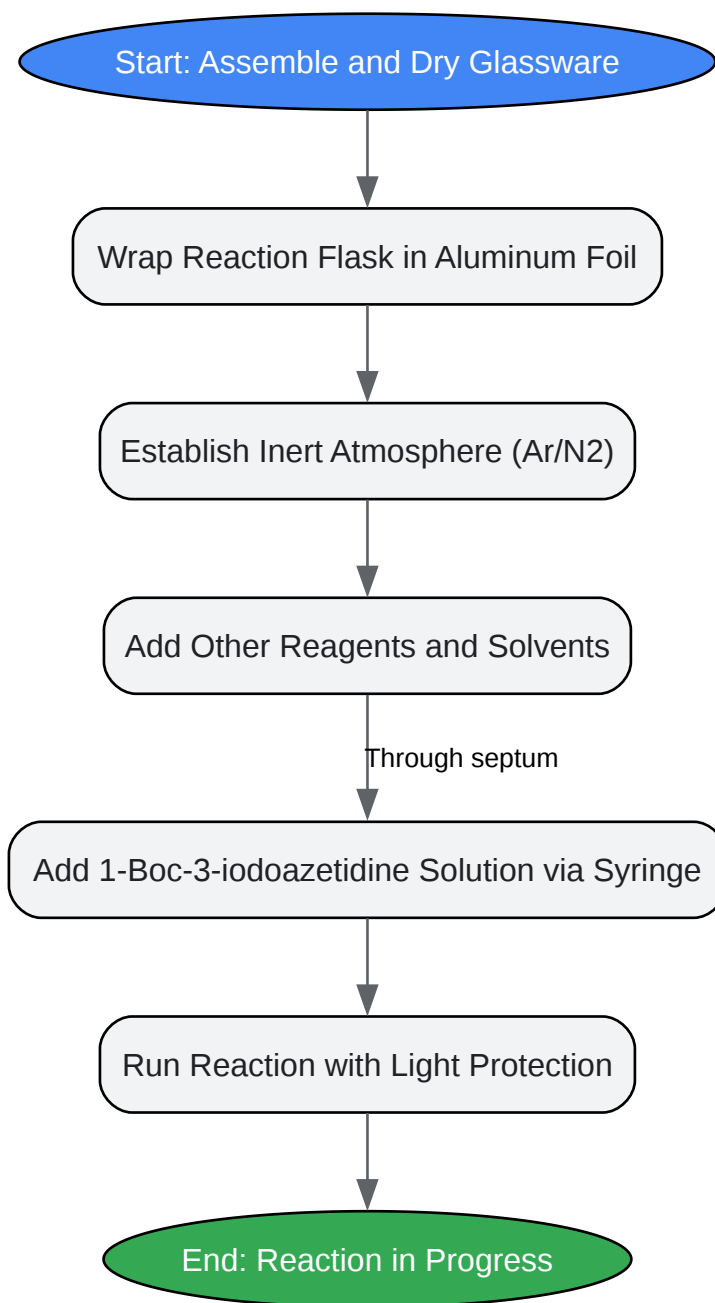 Start: Assemble and Dry Glassware
Wrap Reaction Flask in Aluminum Foil
Establish Inert Atmosphere (Ar/N2)
Add Other Reagents and Solvents
Through septum
Add 1-Boc-3-iodoazetidine Solution via Syringe
Run Reaction with Light Protection
End: Reaction in Progress